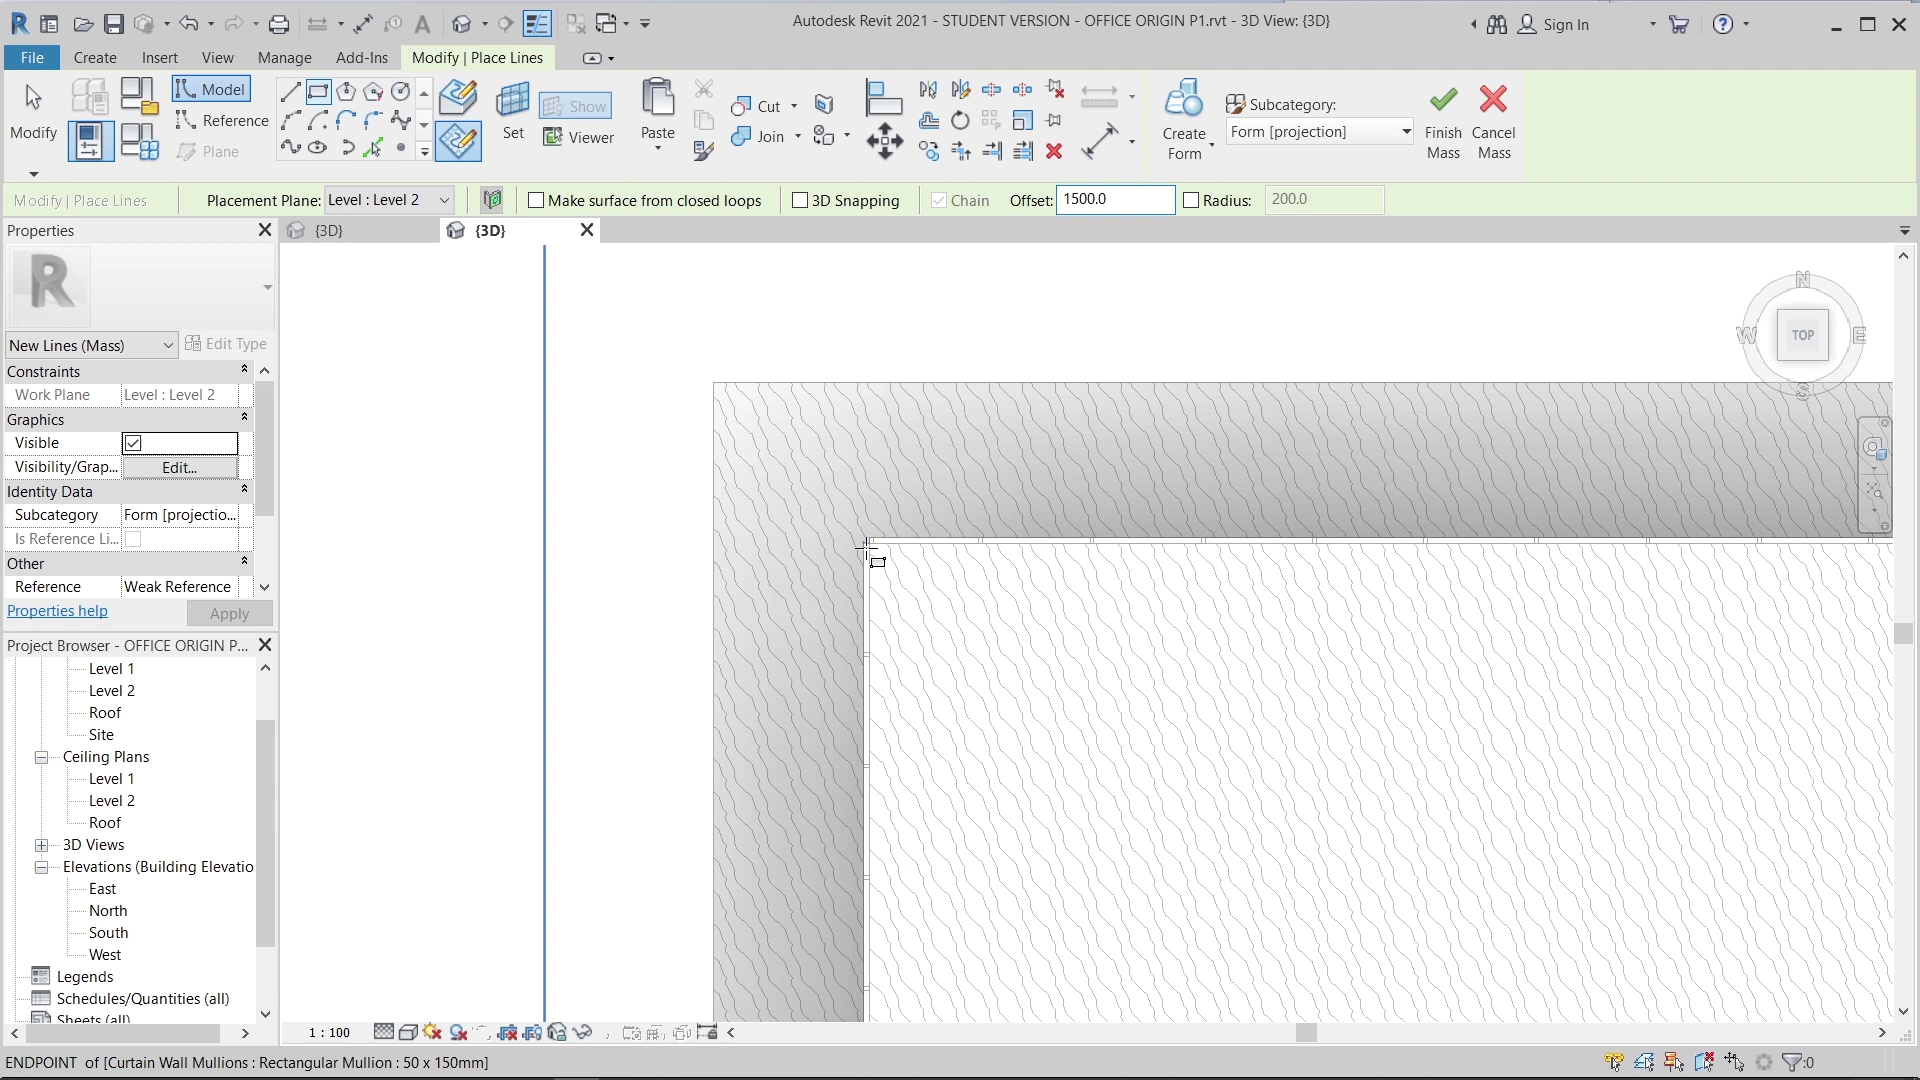 Autodesk Revit 2021 - STUDENT VERSION - OFFICE ORIGIN P1.rvt - 3D View: {3D}
Sign In
File Create Insert View Manage Add-Ins Modify | Place Lines
Modify
Model
Reference
Plane
Set
Show
Viewer
Paste
Cut
Join
Create Form
Subcategory:
Form [projection]
Finish Mass
Cancel Mass
Modify | Place Lines
Placement Plane: Level : Level 2
Make surface from closed loops
3D Snapping
Chain
Offset: 1500.0
Radius: 200.0
Properties
{3D}
{3D}
R
New Lines (Mass)
Edit Type
Constraints
Work Plane Level : Level 2
Graphics
Visible
Visibility/Grap... Edit...
Identity Data
Subcategory Form [projectio...
Is Reference Li...
Other
Reference Weak Reference
Properties help
Apply
Project Browser - OFFICE ORIGIN P...
Level 1
Level 2
Roof
Site
Ceiling Plans
Level 1
Level 2
Roof
3D Views
Elevations (Building Elevatio
East
North
South
West
Legends
Schedules/Quantities (all)
Sheets (all)
N
W
TOP
E
S
1 : 100
ENDPOINT of [Curtain Wall Mullions : Rectangular Mullion : 50 x 150mm]
:0